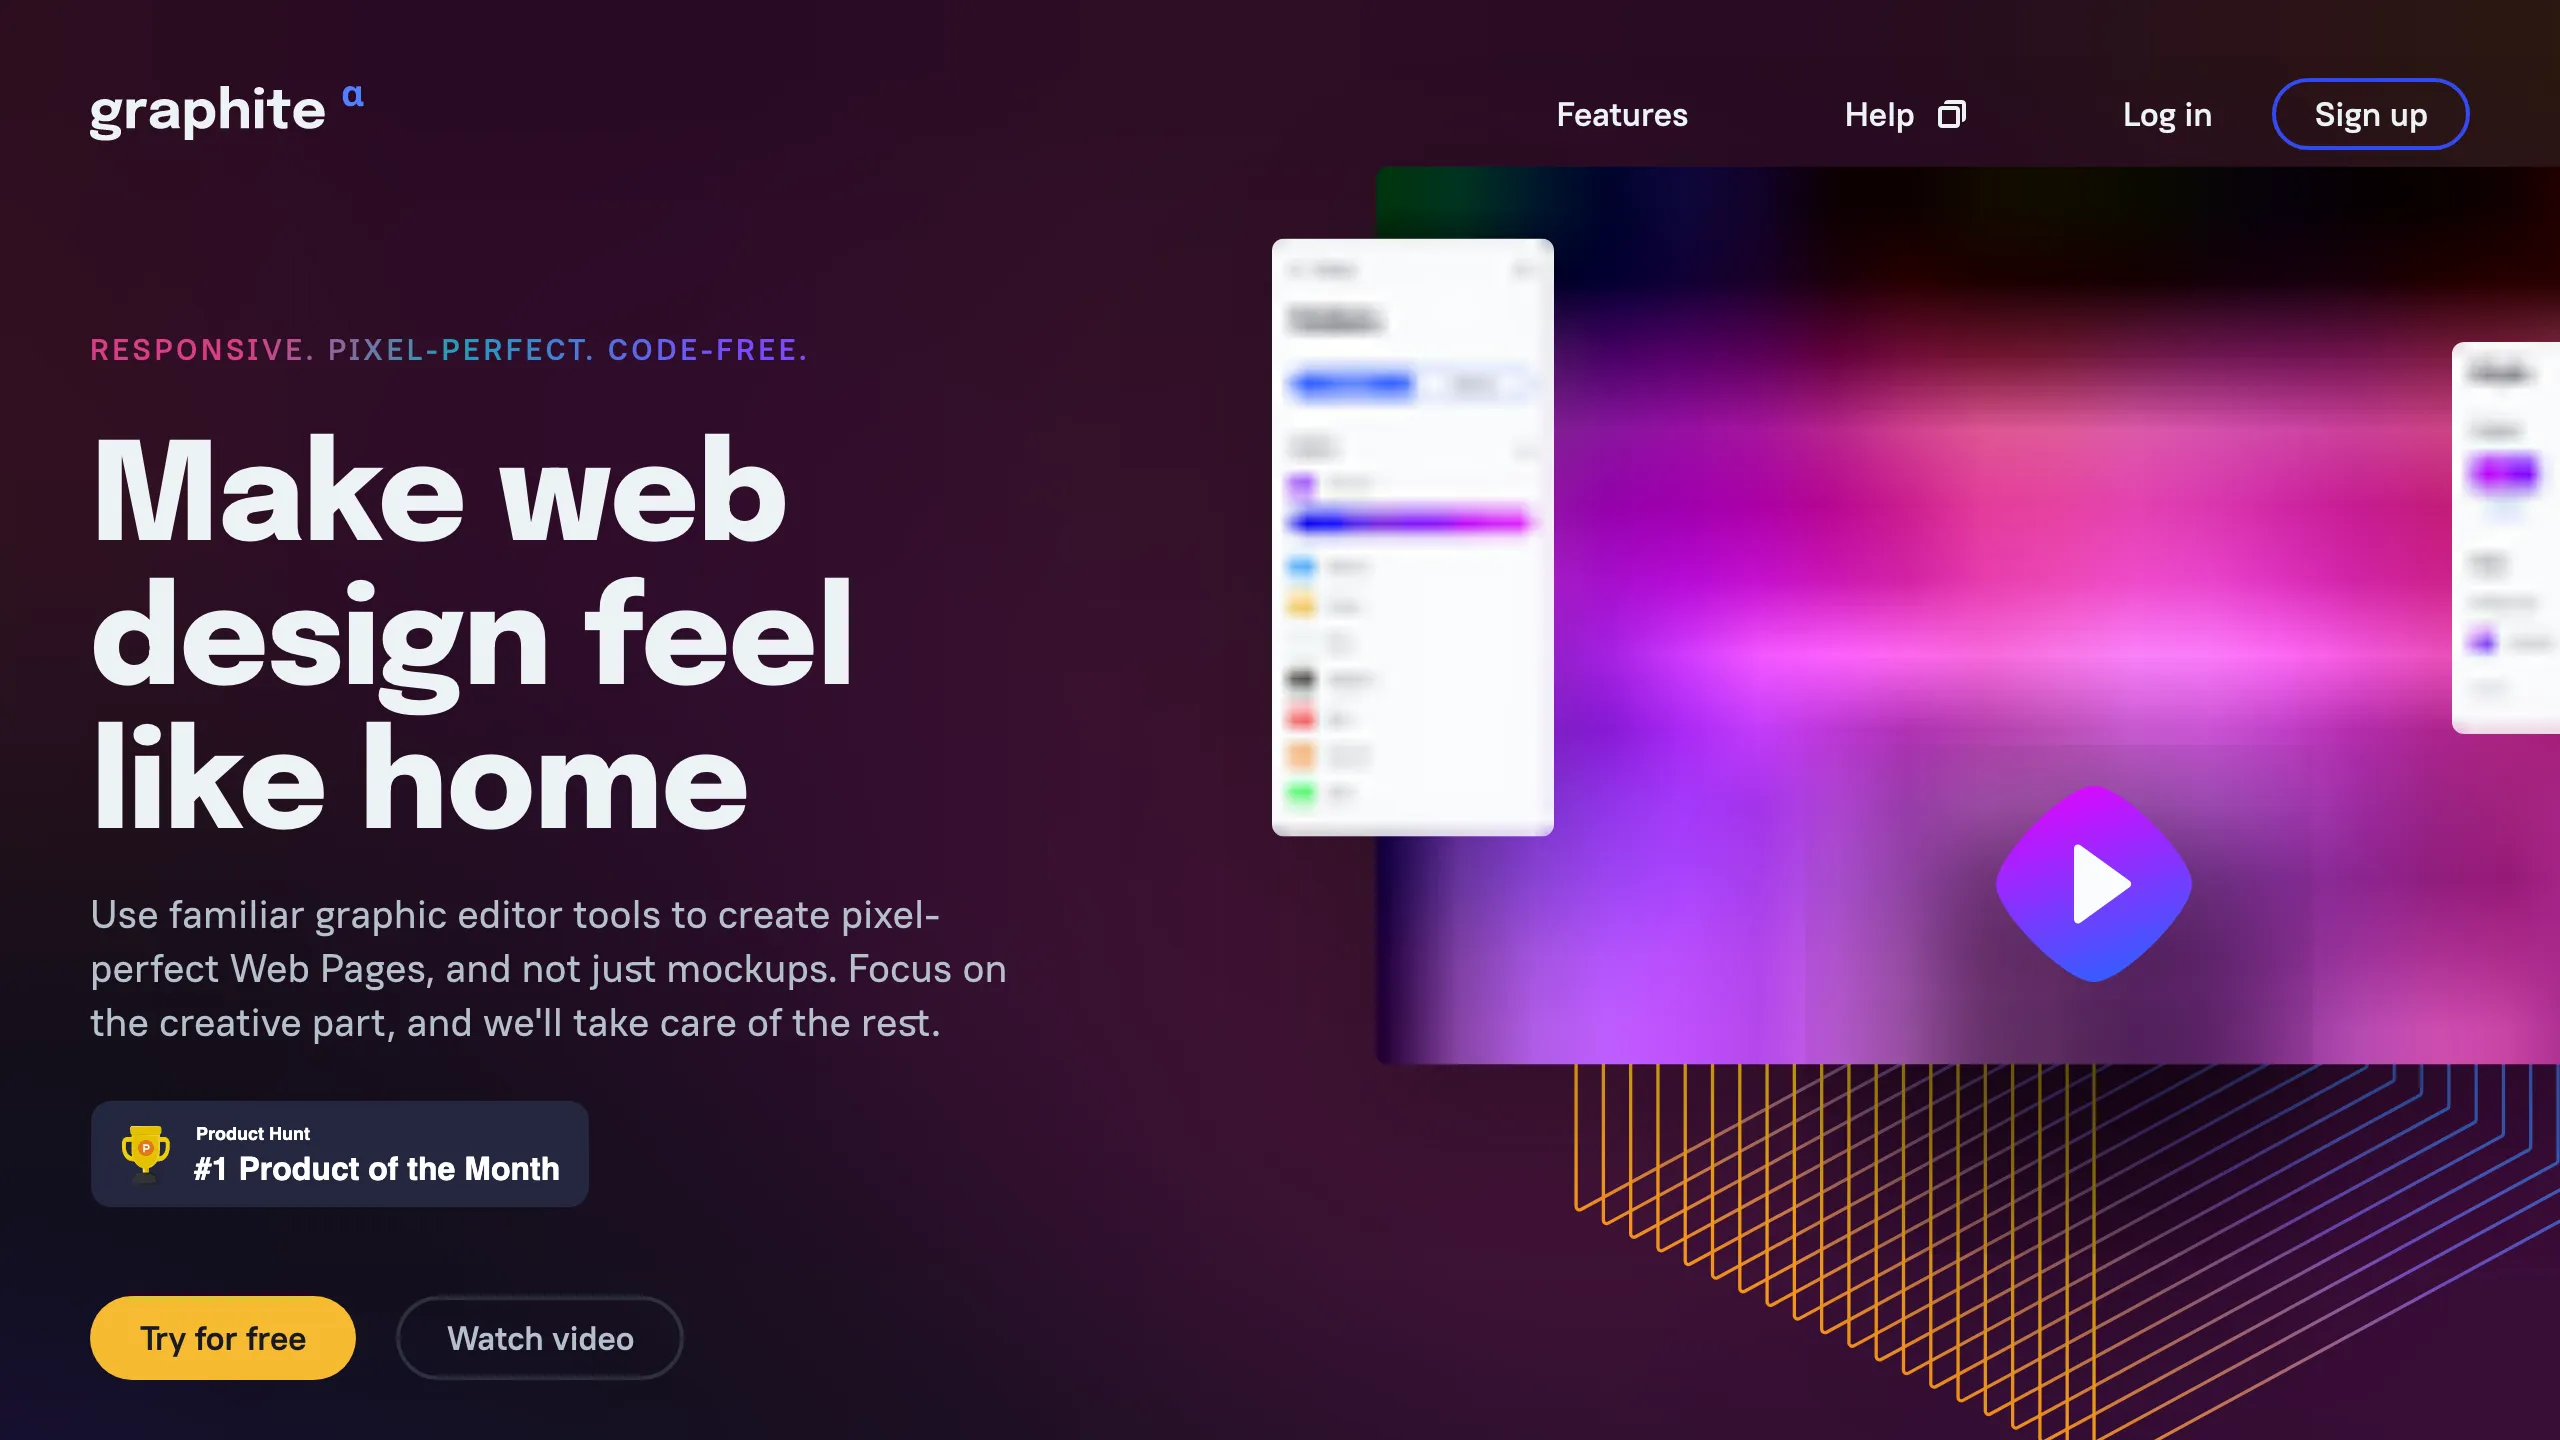 graphite α
Features
Help
Log in
Sign up
RESPONSIVE. PIXEL-PERFECT. CODE-FREE.
Make web
design feel
like home
Use familiar graphic editor tools to create pixel-
perfect Web Pages, and not just mockups. Focus on
the creative part, and we'll take care of the rest.
P
Product Hunt
#1 Product of the Month
Try for free
Watch video